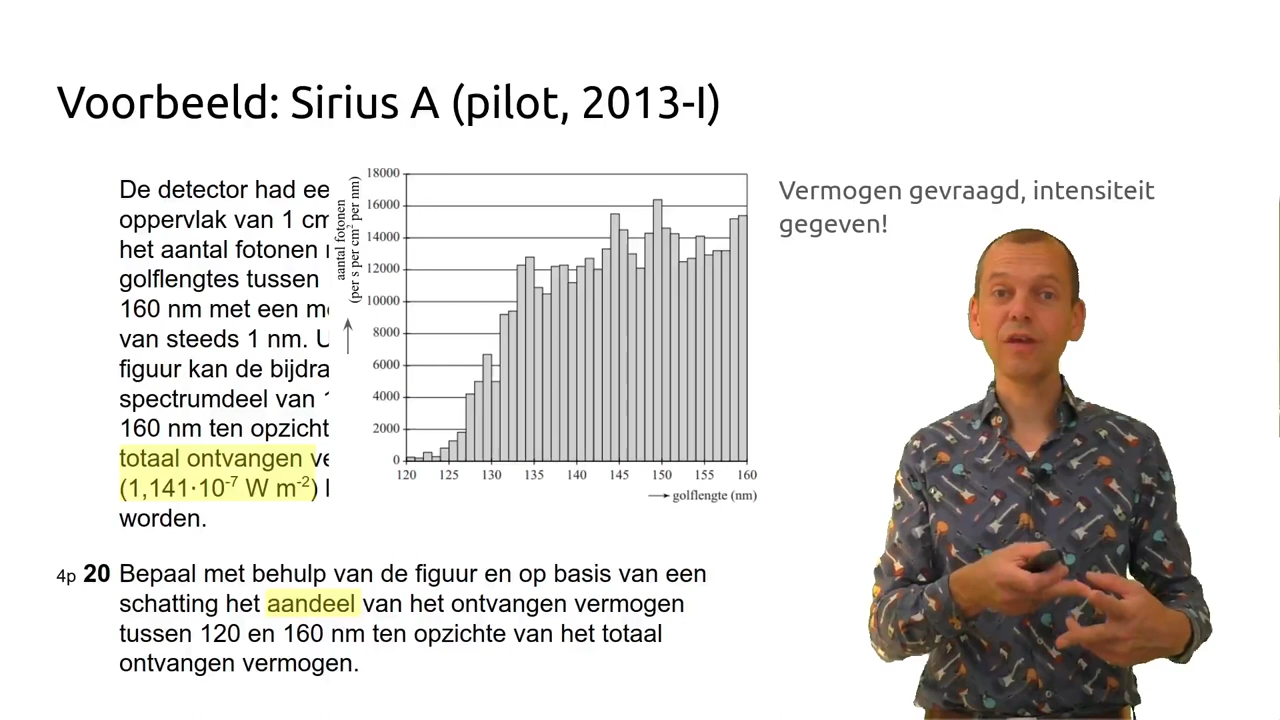 Voorbeeld: Sirius A (pilot, 2013-I)
De detector had
oppervlak van 1
het aantal fotonen
golflengtes tussen
160 nm met een
van steeds 1 nm.
figuur kan de
spectrumdeel van
160 nm ten
totaal ontvangen
(1,141·10⁻⁷ W m⁻²)
worden.
aantal fotonen
(per s per cm² per nm)
18000
16000
14000
12000
10000
8000
6000
4000
2000
0
120 125 130 135 140 145 150 155 160
golflengte (nm)
Vermogen gevraagd, intensiteit
gegeven!
4p 20 Bepaal met behulp van de figuur en op basis van een
schatting het aandeel van het ontvangen vermogen
tussen 120 en 160 nm ten opzichte van het totaal
ontvangen vermogen.